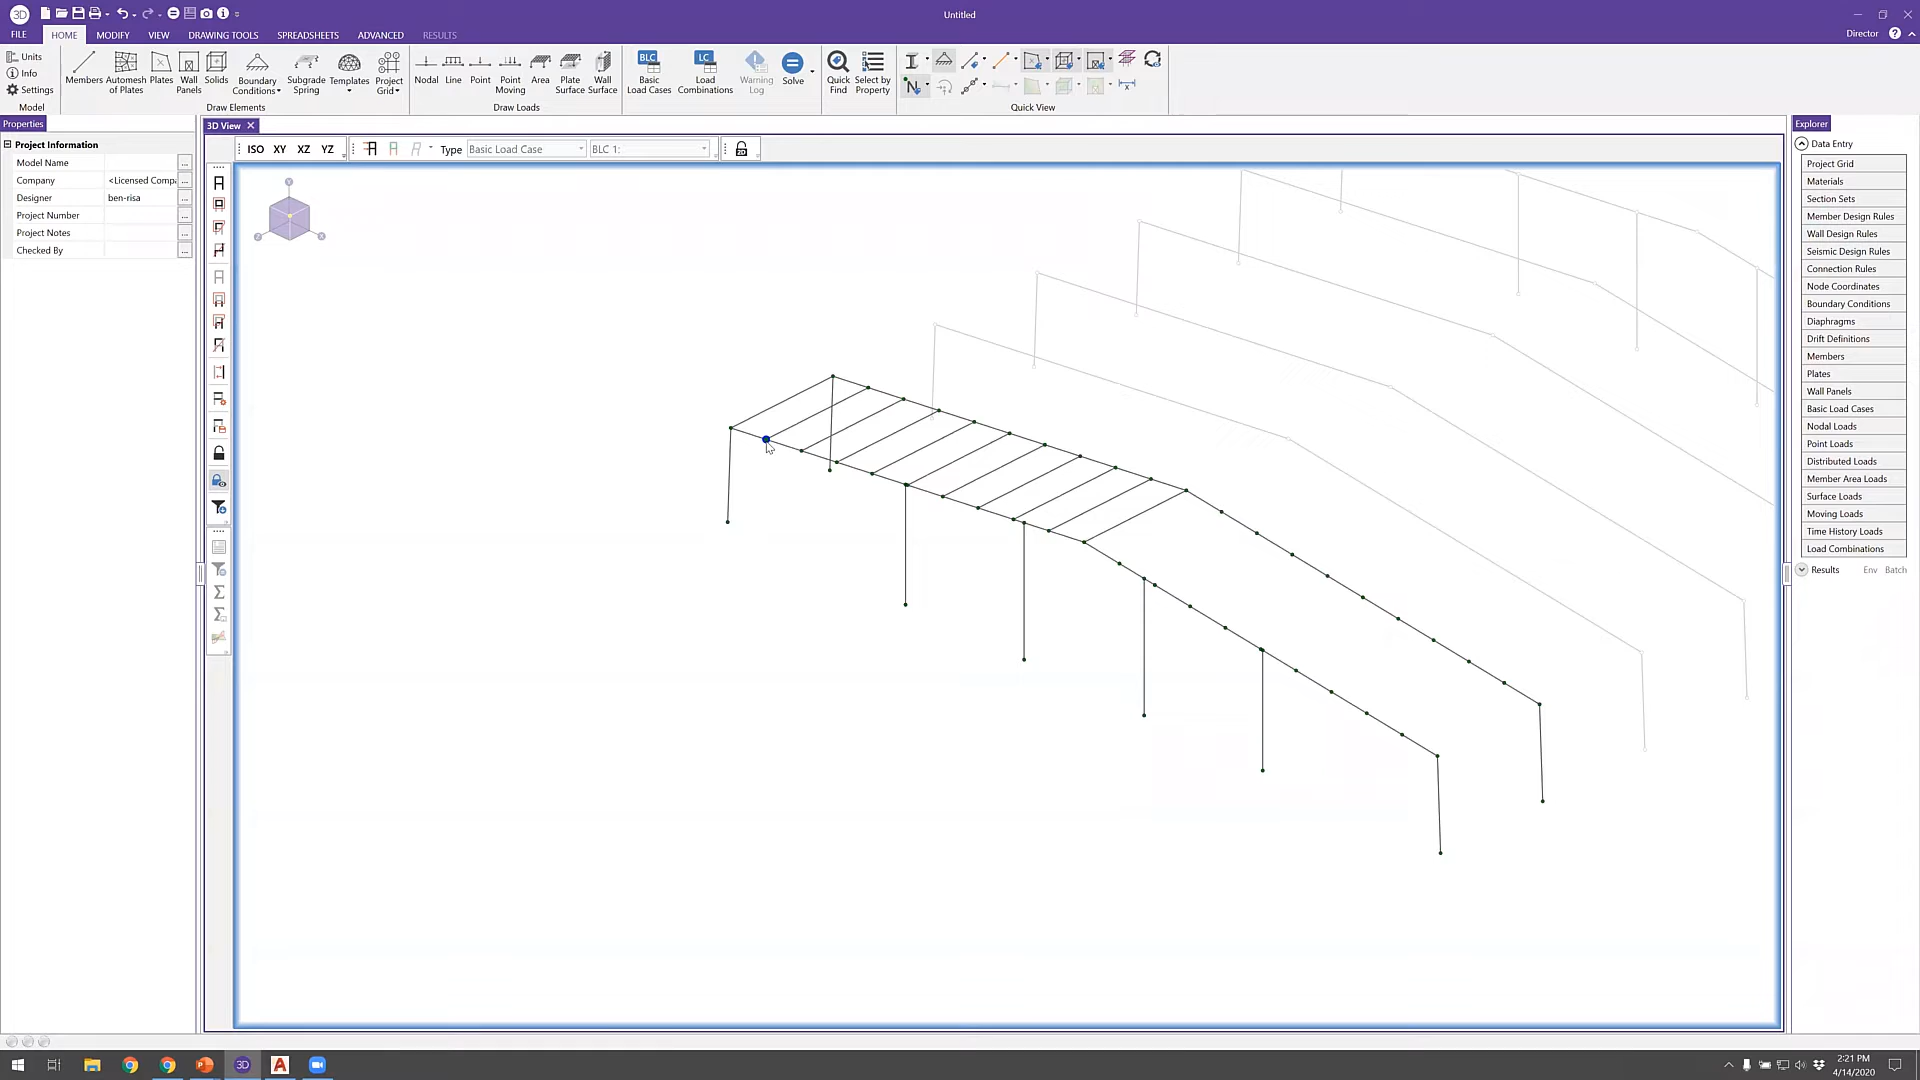 3D
Untitled
FILE HOME MODIFY VIEW DRAWING TOOLS SPREADSHEETS ADVANCED RESULTS
Director
Units
Info
Settings
Model
Members
Automesh of Plates
Plates
Wall Panels
Solids
Boundary Conditions
Subgrade Spring
Templates
Project Grid
Draw Elements
Nodal
Line
Point
Point Moving
Area
Plate Surface
Wall Surface
Draw Loads
BLC
Basic Load Cases
LC
Load Combinations
Warning Log
Solve
Quick Find
Select by Property
N
Quick View
Properties
Project Information
Model Name ...
Company <Licensed Compa ...
Designer ben-risa ...
Project Number ...
Project Notes ...
Checked By ...
3D View
ISO XY XZ YZ Type Basic Load Case BLC 1:
Y
Z X
Explorer
Data Entry
Project Grid
Materials
Section Sets
Member Design Rules
Wall Design Rules
Seismic Design Rules
Connection Rules
Node Coordinates
Boundary Conditions
Diaphragms
Drift Definitions
Members
Plates
Wall Panels
Basic Load Cases
Nodal Loads
Point Loads
Distributed Loads
Member Area Loads
Surface Loads
Moving Loads
Time History Loads
Load Combinations
Results Env Batch
3D
2:21 PM
4/14/2020